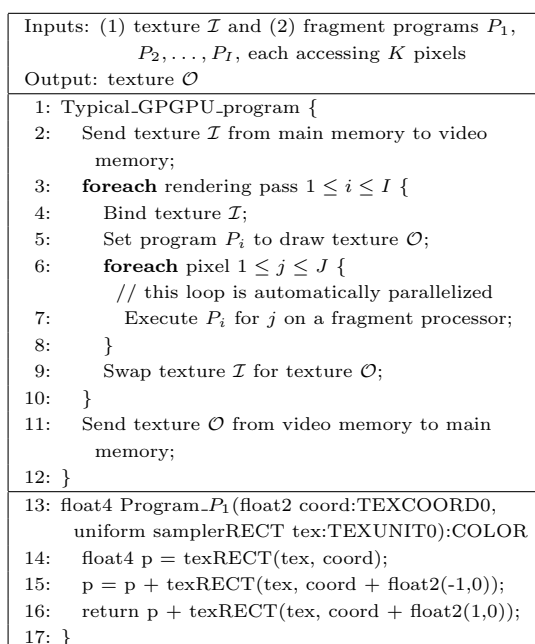 Inputs: (1) texture ℐ and (2) fragment programs P₁,
P₂, . . . , P_I, each accessing K pixels
Output: texture 𝒪
1: Typical_GPGPU_program {
2: Send texture ℐ from main memory to video
memory;
3: foreach rendering pass 1 ≤ i ≤ I {
4: Bind texture ℐ;
5: Set program P_i to draw texture 𝒪;
6: foreach pixel 1 ≤ j ≤ J {
// this loop is automatically parallelized
7: Execute P_i for j on a fragment processor;
8: }
9: Swap texture ℐ for texture 𝒪;
10: }
11: Send texture 𝒪 from video memory to main
memory;
12: }
13: float4 Program_P₁(float2 coord:TEXCOORD0,
uniform samplerRECT tex:TEXUNIT0):COLOR
14: float4 p = texRECT(tex, coord);
15: p = p + texRECT(tex, coord + float2(-1,0));
16: return p + texRECT(tex, coord + float2(1,0));
17: }